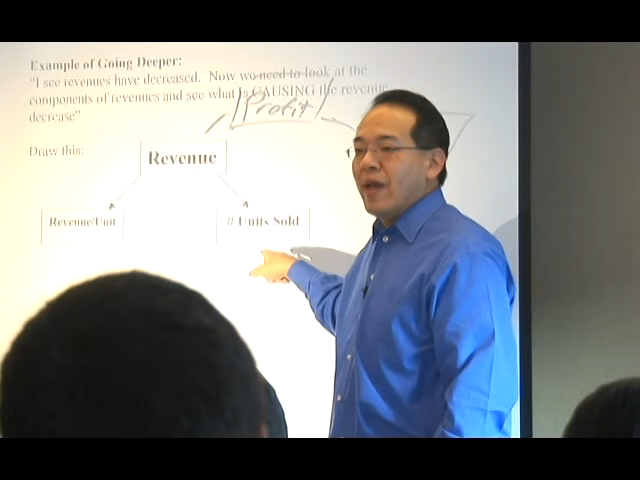 Example of Going Deeper:
"I see revenues have decreased. Now we need to look at the
components of revenues and see what is CAUSING the revenue
decrease"
Profit
Draw this:
Revenue
Revenue/Unit
# Units Sold